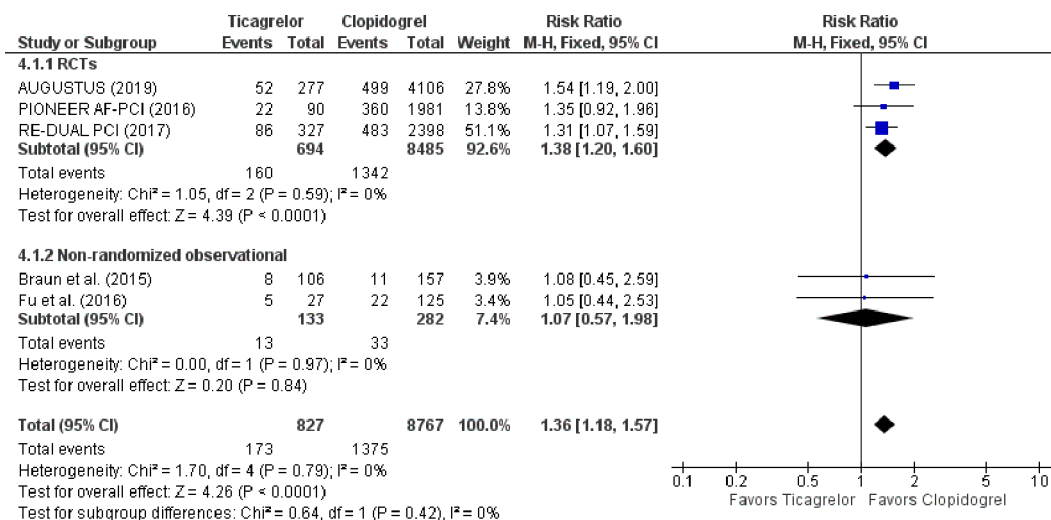 Ticagrelor Clopidogrel Risk Ratio Risk Ratio
Study or Subgroup Events Total Events Total Weight M-H, Fixed, 95% CI M-H, Fixed, 95% CI
4.1.1 RCTs
AUGUSTUS (2019) 52 277 499 4106 27.8% 1.54 [1.19, 2.00]
PIONEER AF-PCI (2016) 22 90 360 1981 13.8% 1.35 [0.92, 1.96]
RE-DUAL PCI (2017) 86 327 483 2398 51.1% 1.31 [1.07, 1.59]
Subtotal (95% CI) 694 8485 92.6% 1.38 [1.20, 1.60]
Total events 160 1342
Heterogeneity: Chi² = 1.05, df = 2 (P = 0.59); I² = 0%
Test for overall effect: Z = 4.39 (P < 0.0001)
4.1.2 Non-randomized observational
Braun et al. (2015) 8 106 11 157 3.9% 1.08 [0.45, 2.59]
Fu et al. (2016) 5 27 22 125 3.4% 1.05 [0.44, 2.53]
Subtotal (95% CI) 133 282 7.4% 1.07 [0.57, 1.98]
Total events 13 33
Heterogeneity: Chi² = 0.00, df = 1 (P = 0.97); I² = 0%
Test for overall effect: Z = 0.20 (P = 0.84)
Total (95% CI) 827 8767 100.0% 1.36 [1.18, 1.57]
Total events 173 1375
Heterogeneity: Chi² = 1.70, df = 4 (P = 0.79); I² = 0%
Test for overall effect: Z = 4.26 (P < 0.0001)
Test for subgroup differences: Chi² = 0.64, df = 1 (P = 0.42), I² = 0%
0.1 0.2 0.5 1 2 5 10
Favors Ticagrelor Favors Clopidogrel